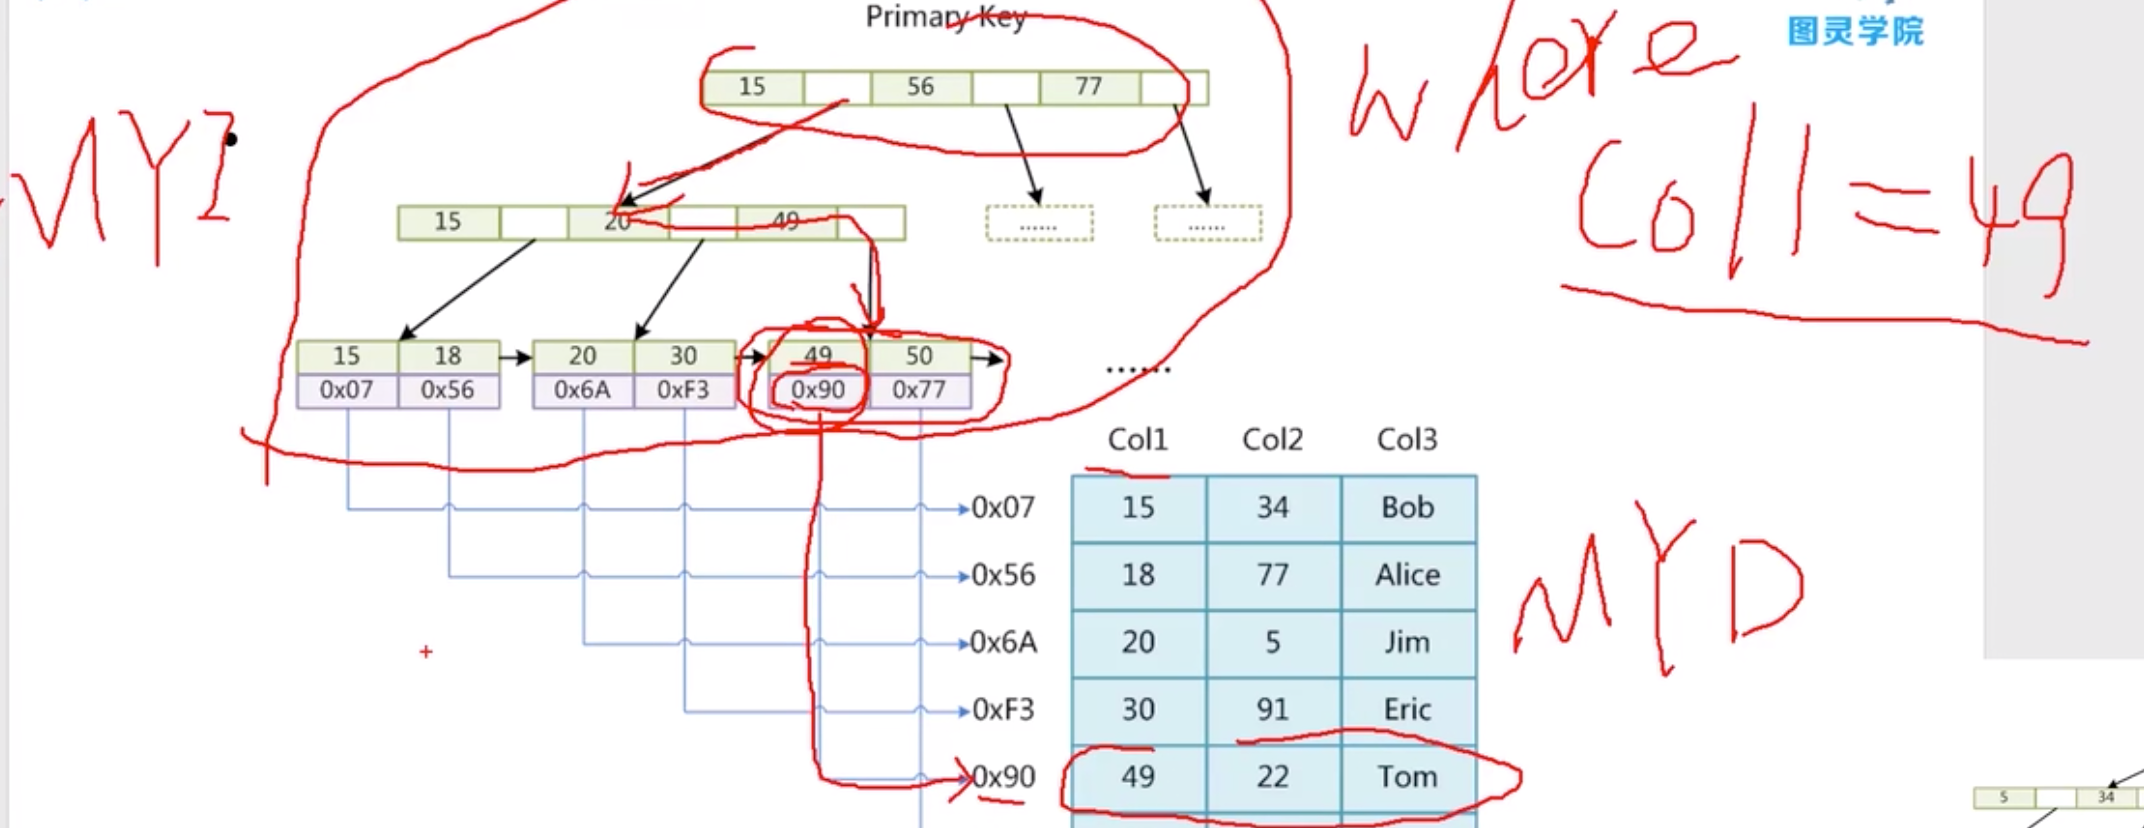 Primary Key
图灵学院
where
15 56 77
MYI
Col1=49
15 20 49 …… ……
15 18 20 30 49 50 ……
0x07 0x56 0x6A 0xF3 0x90 0x77
Col1 Col2 Col3
0x07 15 34 Bob
0x56 18 77 Alice
MYD
0x6A 20 5 Jim
0xF3 30 91 Eric
0x90 49 22 Tom
5 34